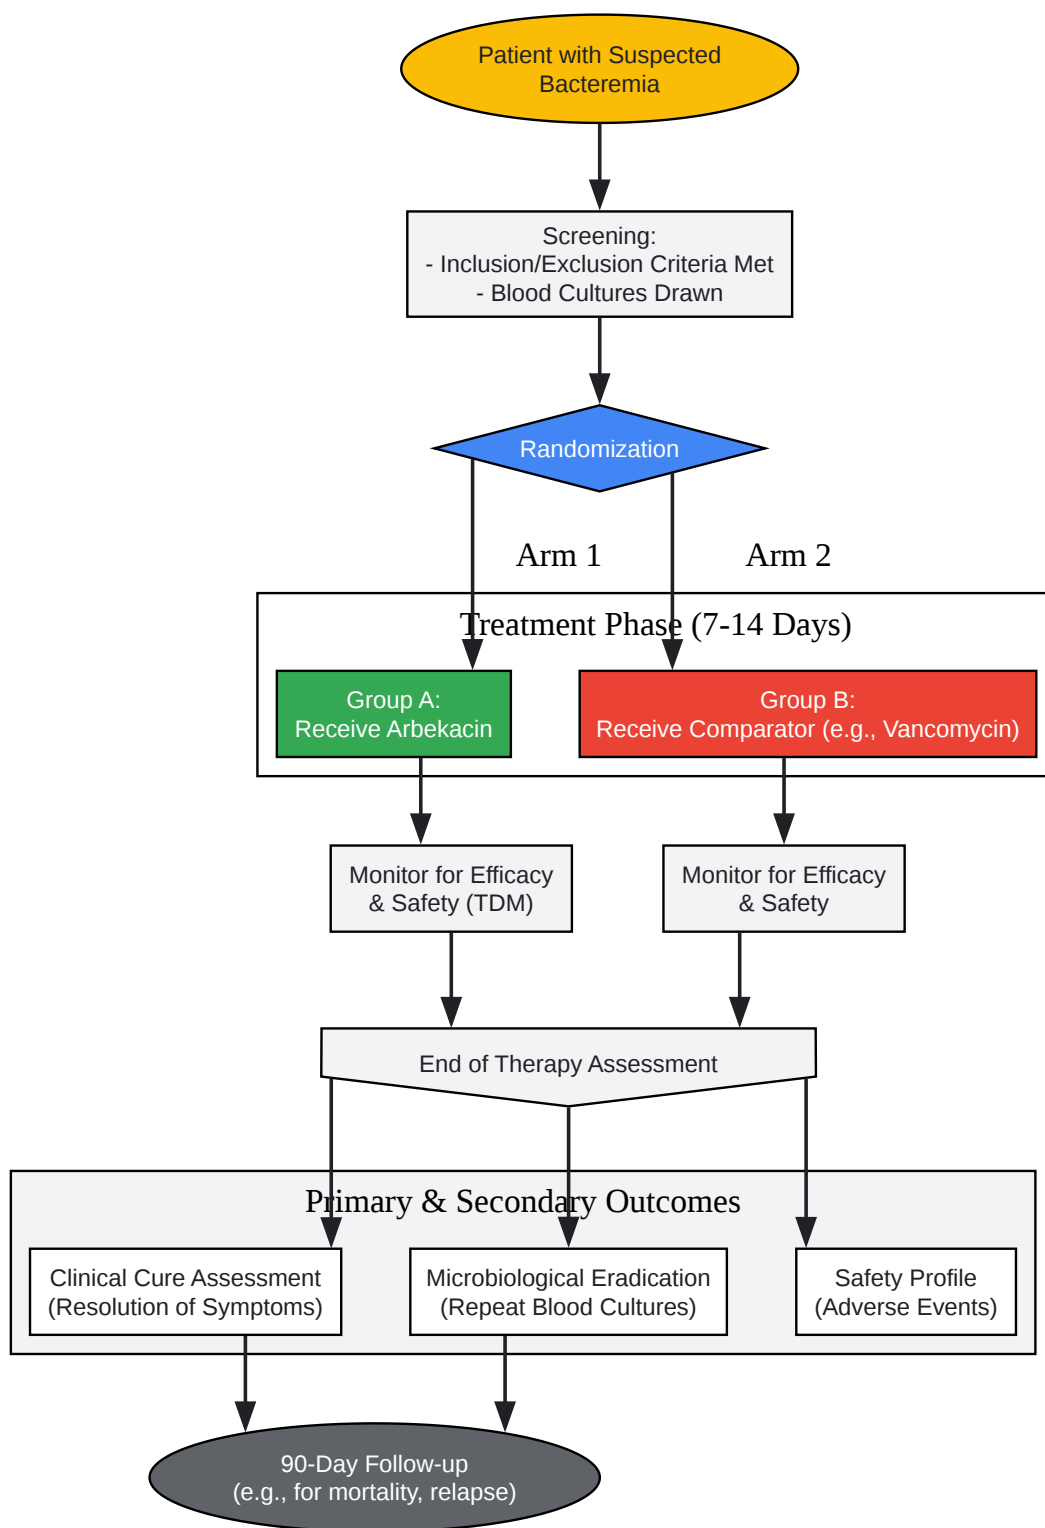 Patient with Suspected
Bacteremia
Screening:
- Inclusion/Exclusion Criteria Met
- Blood Cultures Drawn
Randomization
Arm 1
Arm 2
Treatment Phase (7-14 Days)
Group A:
Receive Arbekacin
Group B:
Receive Comparator (e.g., Vancomycin)
Monitor for Efficacy
& Safety (TDM)
Monitor for Efficacy
& Safety
End of Therapy Assessment
Primary & Secondary Outcomes
Clinical Cure Assessment
(Resolution of Symptoms)
Microbiological Eradication
(Repeat Blood Cultures)
Safety Profile
(Adverse Events)
90-Day Follow-up
(e.g., for mortality, relapse)